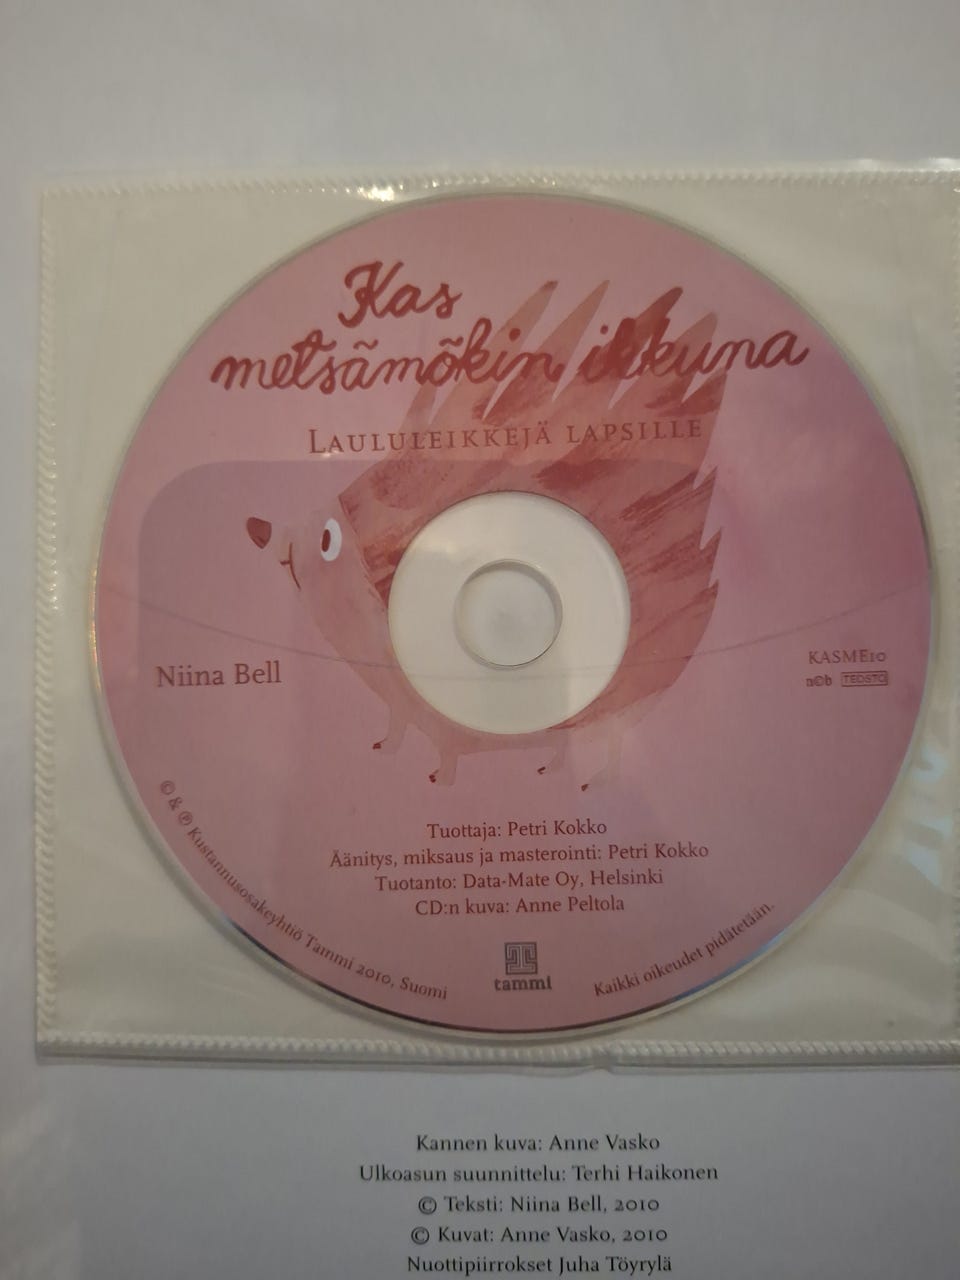 Kas
metsämökin ikkuna
Laululeikkejä lapsille
Niina Bell
KASME10
n©b TEOSTO
Tuottaja: Petri Kokko
Äänitys, miksaus ja masterointi: Petri Kokko
Tuotanto: Data-Mate Oy, Helsinki
CD:n kuva: Anne Peltola
© & ℗ Kustannusosakeyhtiö Tammi 2010, Suomi
tammi
Kaikki oikeudet pidätetään.
Kannen kuva: Anne Vasko
Ulkoasun suunnittelu: Terhi Haikonen
© Teksti: Niina Bell, 2010
© Kuvat: Anne Vasko, 2010
Nuottipiirrokset Juha Töyrylä